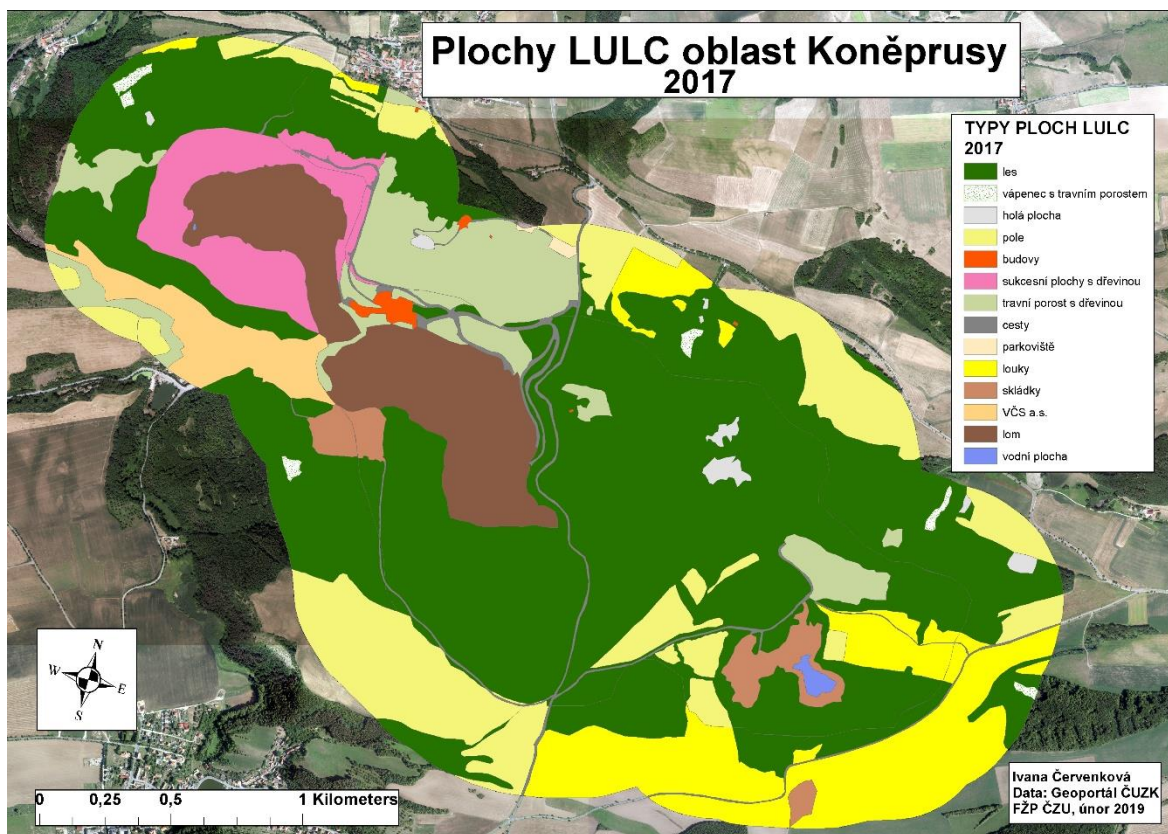 Plochy LULC oblast Koněprusy
2017
TYPY PLOCH LULC
2017
les
vápenec s travním porostem
holá plocha
pole
budovy
sukcesní plochy s dřevinou
travní porost s dřevinou
cesty
parkoviště
louky
skládky
VČS a.s.
lom
vodní plocha
N
W
E
S
0 0,25 0,5 1 Kilometers
Ivana Červenková
Data: Geoportál ČUZK
FŽP ČZU, únor 2019